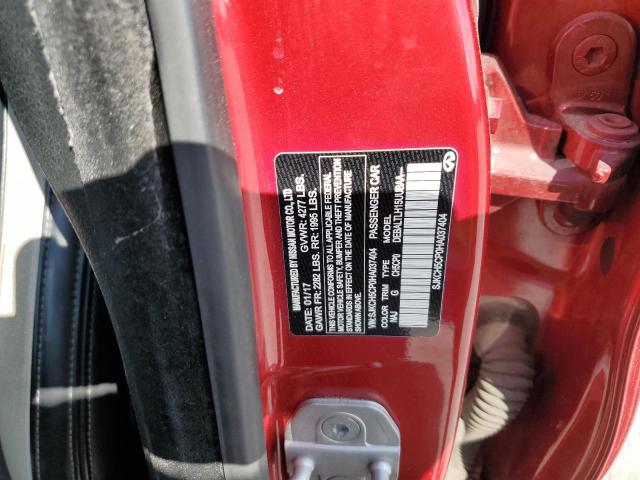 MANUFACTURED BY NISSAN MOTOR CO., LTD
DATE: 01/17 GVWR: 4277 LBS.
GAWR FR: 2282 LBS. RR: 1995 LBS.
THIS VEHICLE CONFORMS TO ALL APPLICABLE FEDERAL
MOTOR VEHICLE SAFETY, BUMPER, AND THEFT PREVENTION
STANDARDS IN EFFECT ON THE DATE OF MANUFACTURE
SHOWN ABOVE.
VIN:SJKCH5CP0HA037404 PASSENGER CAR
COLOR TRIM TYPE MODEL
NAJ G CH5CP0 DEBALTLH15UUBAA----
SJKCH5CP0HA037404